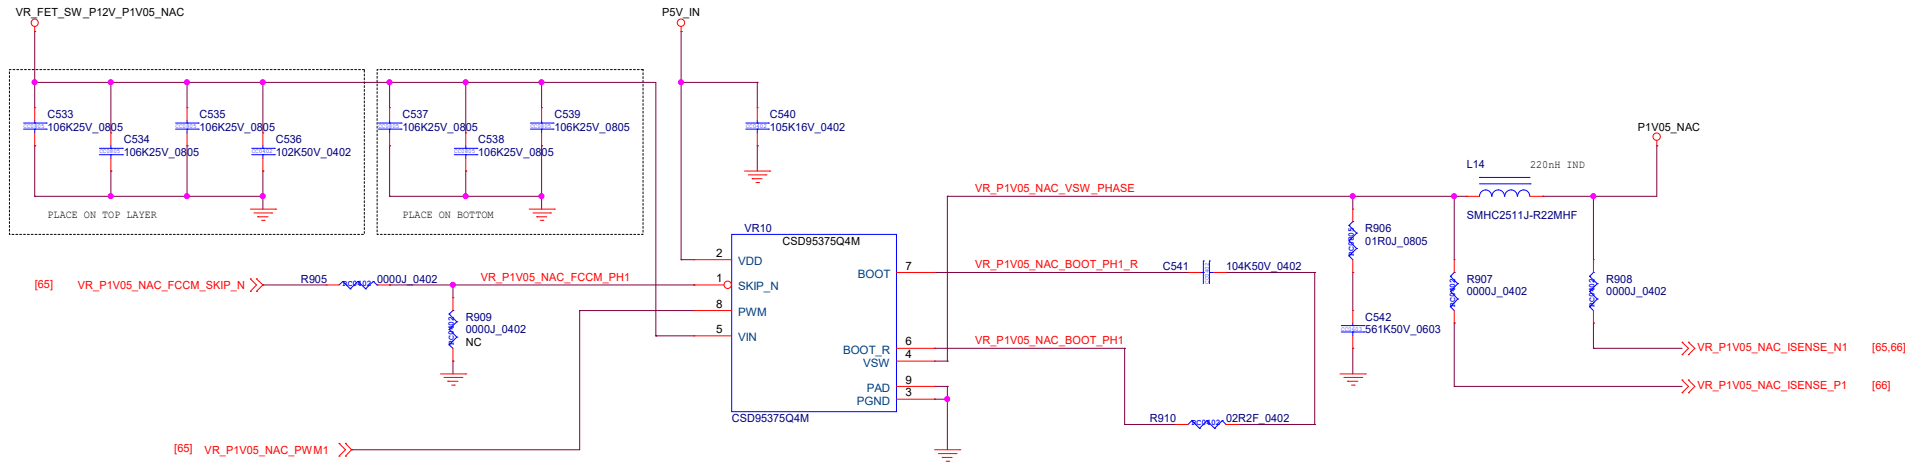 VR_FET_SW_P12V_P1V05_NAC
P5V_IN
C533
106K25V_0805
C534
106K25V_0805
C535
106K25V_0805
C536
102K50V_0402
PLACE ON TOP LAYER
C537
106K25V_0805
C538
106K25V_0805
C539
106K25V_0805
PLACE ON BOTTOM
C540
105K16V_0402
P1V05_NAC
L14
220nH IND
SMHC2511J-R22MHF
VR_P1V05_NAC_VSW_PHASE
R906
01R0J_0805
VR10
CSD95375Q4M
2 VDD
1 SKIP_N
8 PWM
5 VIN
BOOT 7
BOOT_R 6
VSW 4
PAD 9
PGND 3
CSD95375Q4M
[65] VR_P1V05_NAC_FCCM_SKIP_N
R905 0000J_0402
VR_P1V05_NAC_FCCM_PH1
R909
0000J_0402
NC
VR_P1V05_NAC_BOOT_PH1_R
C541 104K50V_0402
R907
0000J_0402
R908
0000J_0402
C542
561K50V_0603
VR_P1V05_NAC_BOOT_PH1
VR_P1V05_NAC_ISENSE_N1 [65,66]
VR_P1V05_NAC_ISENSE_P1 [66]
R910 02R2F_0402
[65] VR_P1V05_NAC_PWM1